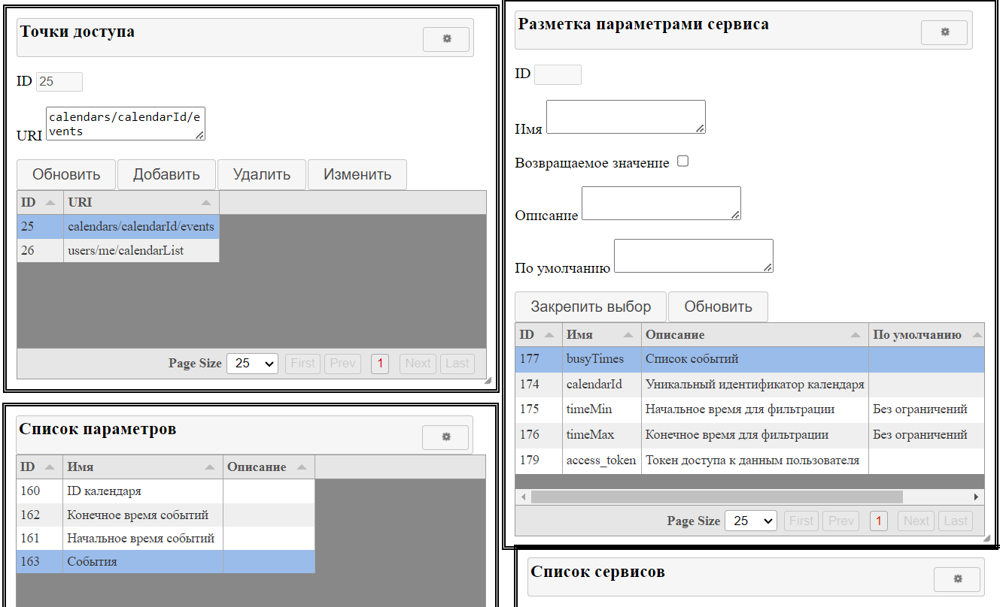 Точки доступа
ID 25
URI calendars/calendarId/e
vents
Обновить Добавить Удалить Изменить
ID URI
25 calendars/calendarId/events
26 users/me/calendarList
Page Size 25 First Prev 1 Next Last
Список параметров
ID Имя Описание
160 ID календаря
162 Конечное время событий
161 Начальное время событий
163 События
Разметка параметрами сервиса
ID
Имя
Возвращаемое значение
Описание
По умолчанию
Закрепить выбор Обновить
ID Имя Описание По умолчанию
177 busyTimes Список событий
174 calendarId Уникальный идентификатор календаря
175 timeMin Начальное время для фильтрации Без ограничений
176 timeMax Конечное время для фильтрации Без ограничений
179 access_token Токен доступа к данным пользователя
Page Size 25 First Prev 1 Next Last
Список сервисов